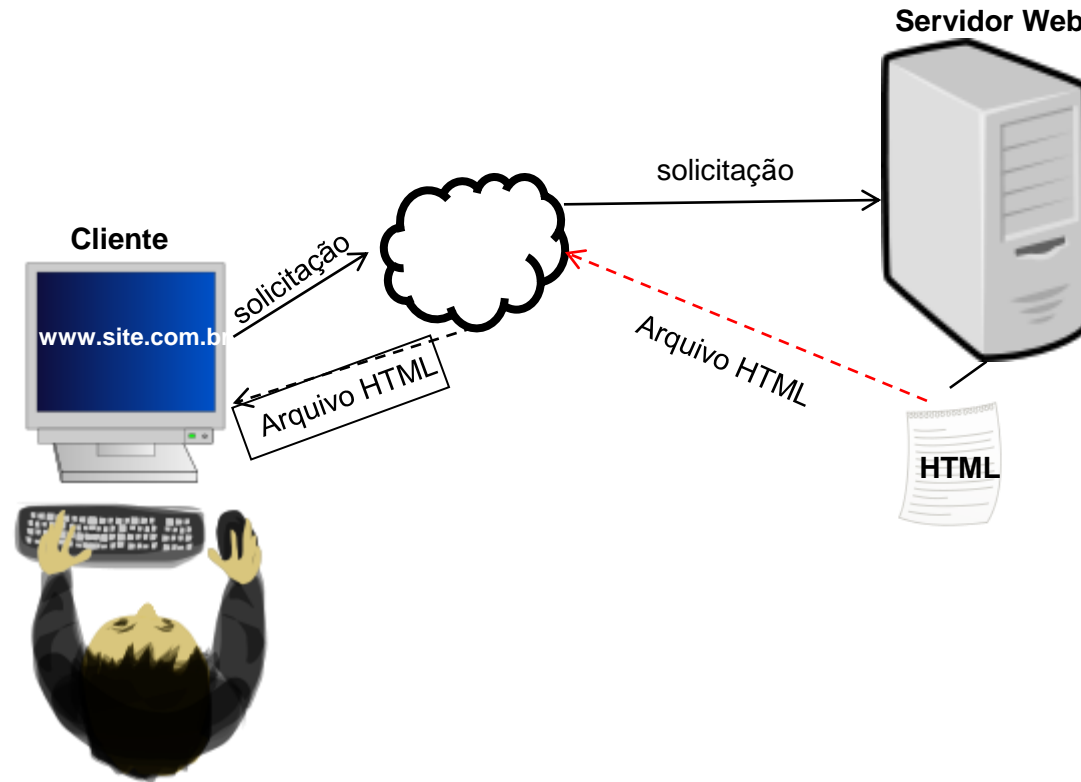 Servidor Web
solicitação
Cliente
solicitação
www.site.com.br
Arquivo HTML
Arquivo HTML
HTML